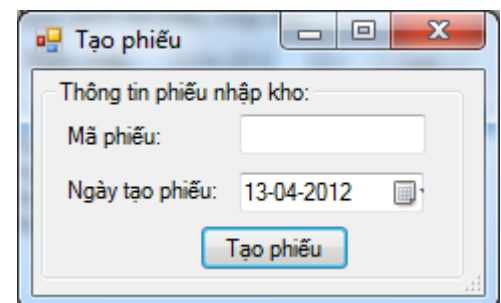 Tạo phiếu
Thông tin phiếu nhập kho:
Mã phiếu:
Ngày tạo phiếu: 13-04-2012
Tạo phiếu